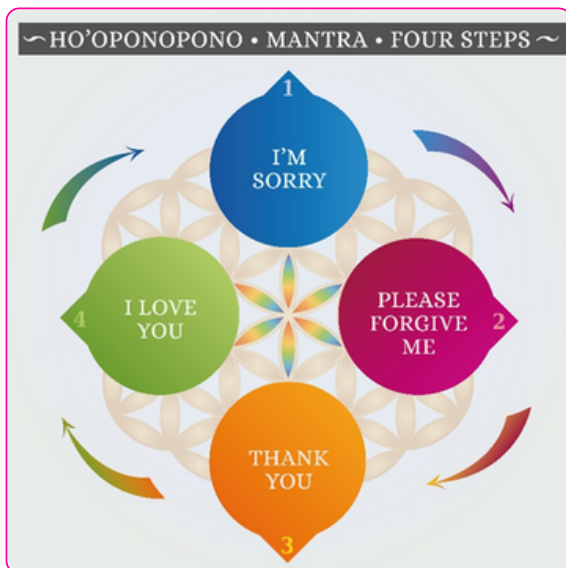 ~HO’OPONOPONO • MANTRA • FOUR STEPS~
1
I’M
SORRY
PLEASE
FORGIVE
ME
2
THANK
YOU
3
I LOVE
YOU
4